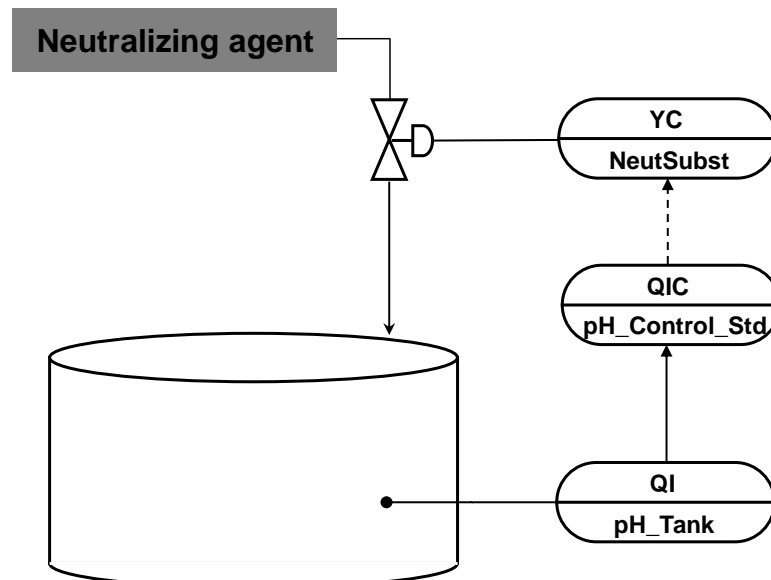 Neutralizing agent
YC
NeutSubst
QIC
pH_Control_Std
QI
pH_Tank